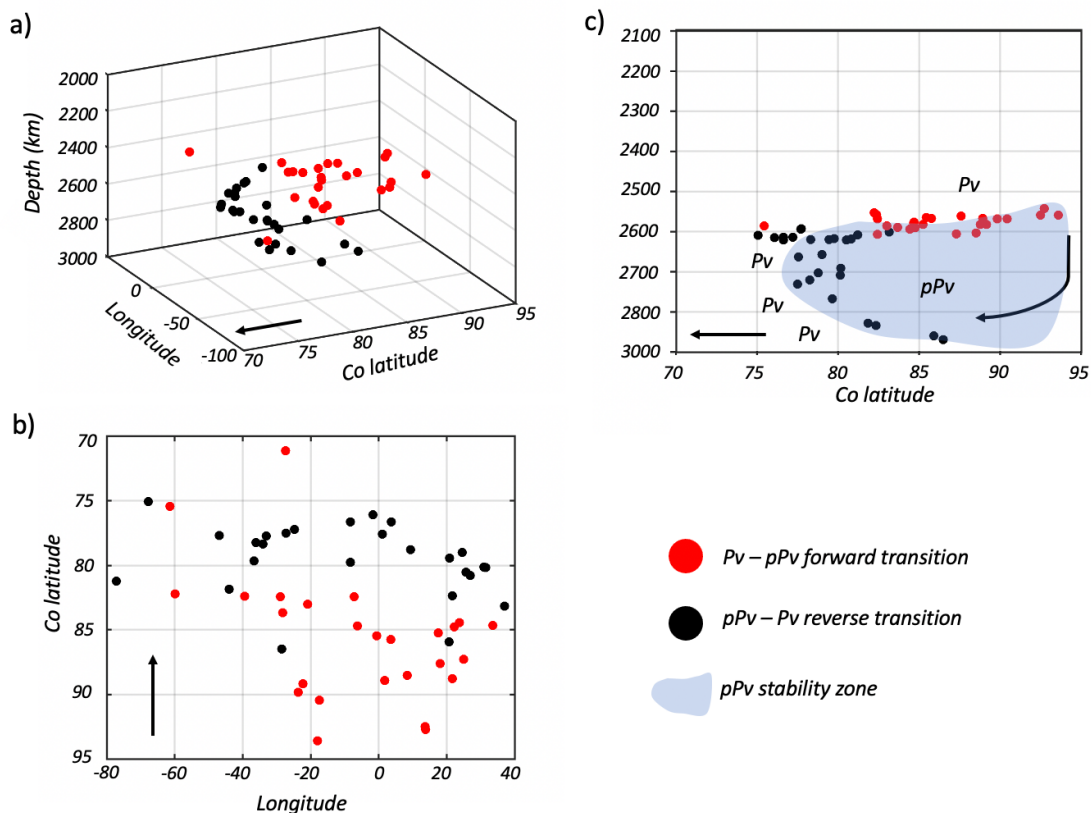 a)
Depth (km)
2000
2200
2400
2600
2800
3000
0
-50
-100
Longitude
70
75
80
85
90
95
Co latitude
b)
Co latitude
70
75
80
85
90
95
-80
-60
-40
-20
0
20
40
Longitude
c)
2100
2200
2300
2400
2500
2600
2700
2800
2900
3000
Pv
Pv
pPv
Pv
Pv
70
75
80
85
90
95
Co latitude
Pv – pPv forward transition
pPv – Pv reverse transition
pPv stability zone